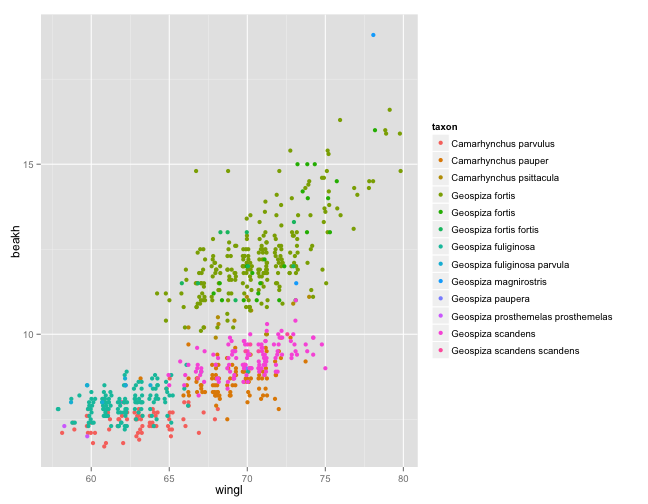 beakh
15
10
60
65
70
75
80
wingl
taxon
Camarhynchus parvulus
Camarhynchus pauper
Camarhynchus psittacula
Geospiza fortis
Geospiza fortis
Geospiza fortis fortis
Geospiza fuliginosa
Geospiza fuliginosa parvula
Geospiza magnirostris
Geospiza paupera
Geospiza prosthemelas prosthemelas
Geospiza scandens
Geospiza scandens scandens